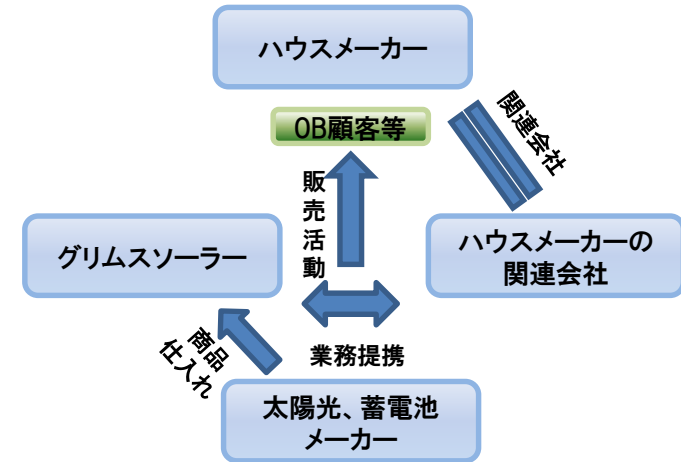 ハウスメーカー
OB顧客等
関連会社
販売活動
グリムスソーラー
ハウスメーカーの
関連会社
商品
仕入れ
業務提携
太陽光、蓄電池
メーカー